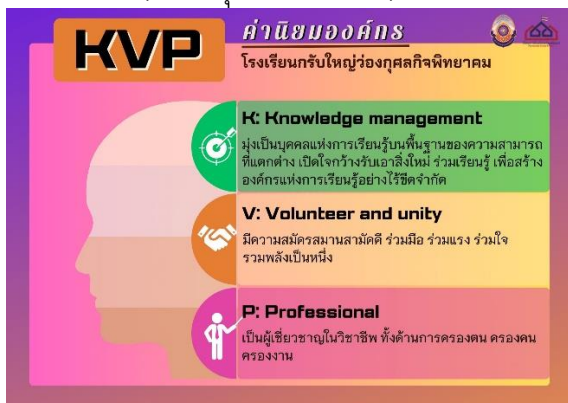 KVP
ค่านิยมองค์กร
โรงเรียนกรับใหญ่ว่องกุศลกิจพิทยาคม
K: Knowledge management
มุ่งเป็นบุคคลแห่งการเรียนรู้บนพื้นฐานของความสามารถ
ที่แตกต่าง เปิดใจกว้างรับเอาสิ่งใหม่ ร่วมเรียนรู้ เพื่อสร้าง
องค์กรแห่งการเรียนรู้อย่างไร้ขีดจำกัด
V: Volunteer and unity
มีความสมัครสมานสามัคคี ร่วมมือ ร่วมแรง ร่วมใจ
รวมพลังเป็นหนึ่ง
P: Professional
เป็นผู้เชี่ยวชาญในวิชาชีพ ทั้งด้านการครองตน ครองคน
ครองงาน